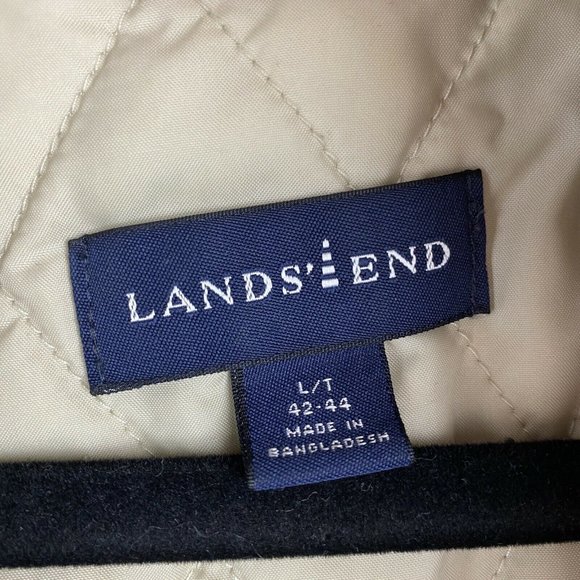 LANDS' END
L/T
42-44
MADE IN
BANGLADESH